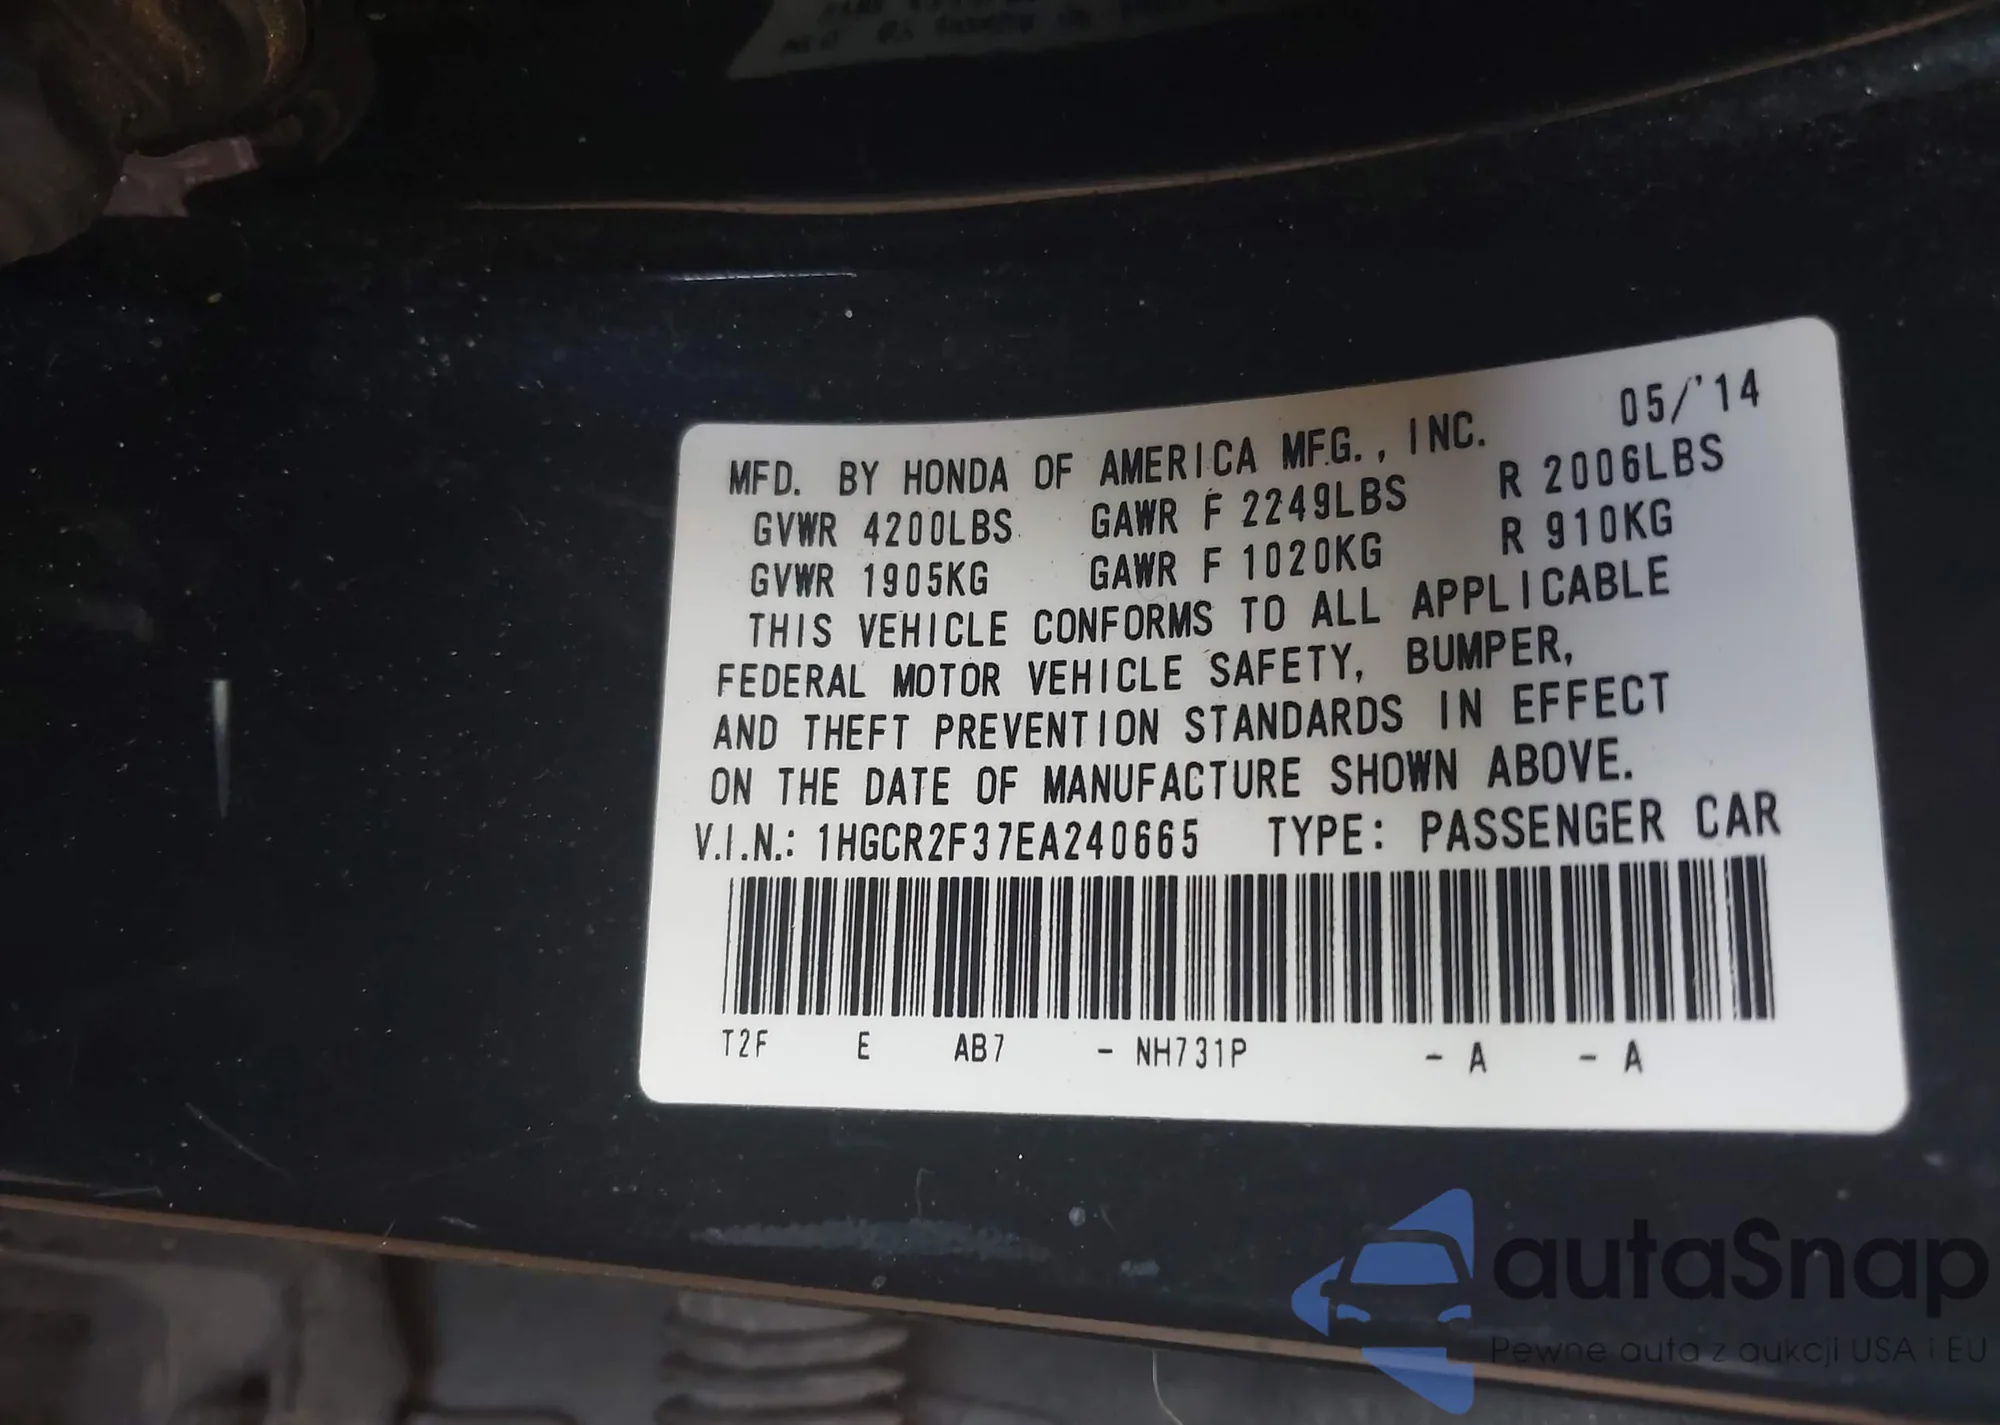 MFD. BY HONDA OF AMERICA MFG., INC. 05/'14
GVWR 4200LBS GAWR F 2249LBS R 2006LBS
GVWR 1905KG GAWR F 1020KG R 910KG
THIS VEHICLE CONFORMS TO ALL APPLICABLE
FEDERAL MOTOR VEHICLE SAFETY, BUMPER,
AND THEFT PREVENTION STANDARDS IN EFFECT
ON THE DATE OF MANUFACTURE SHOWN ABOVE.
V.I.N.: 1HGCR2F37EA240665 TYPE: PASSENGER CAR
T2F E AB7 - NH731P - A - A
autaSnap
Pewne auta z aukcji USA i EU